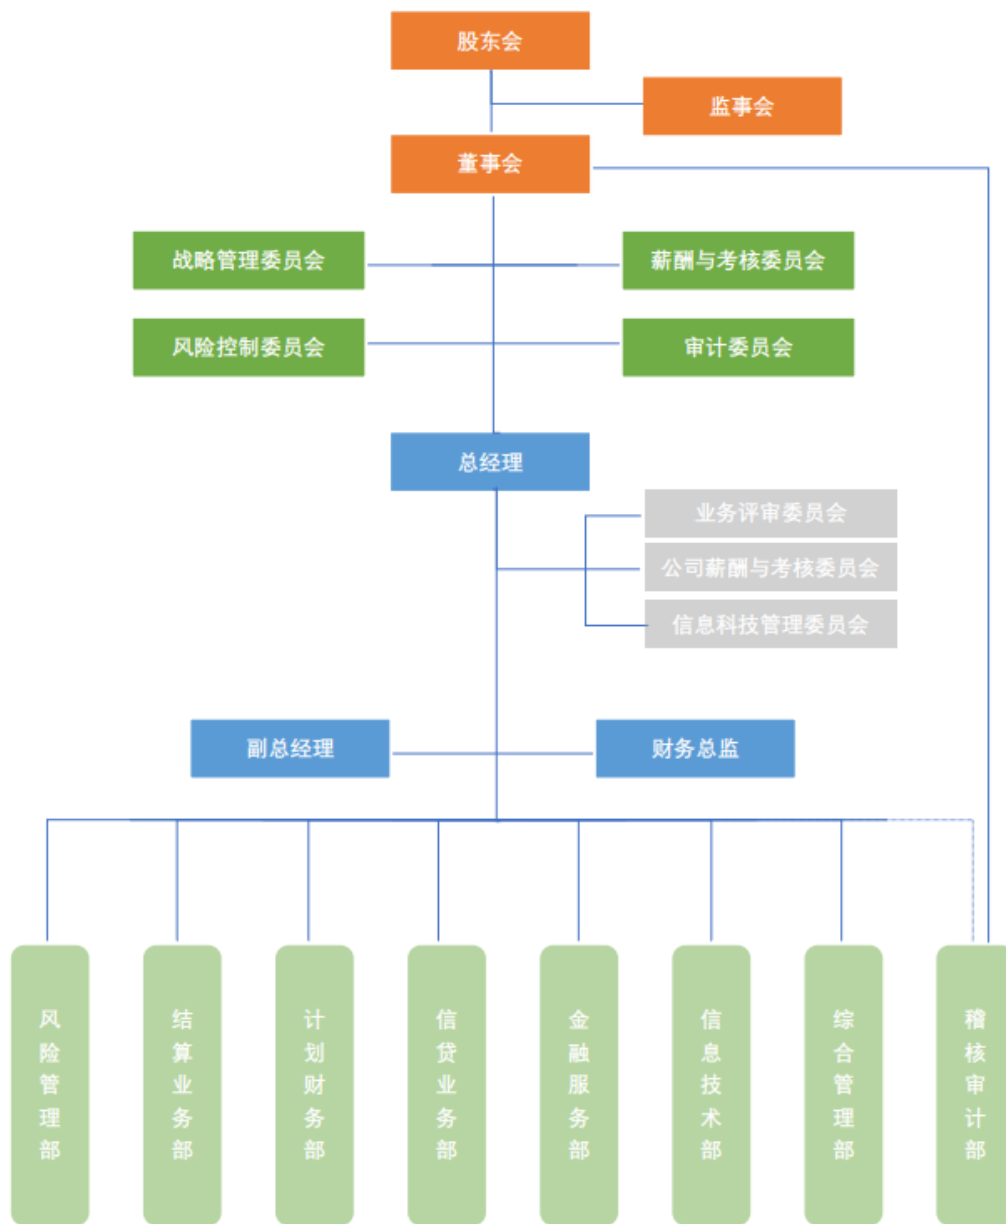 股东会
监事会
董事会
战略管理委员会
薪酬与考核委员会
风险控制委员会
审计委员会
总经理
业务评审委员会
公司薪酬与考核委员会
信息科技管理委员会
副总经理
财务总监
风险管理部
结算业务部
计划财务部
信贷业务部
金融服务部
信息技术部
综合管理部
稽核审计部